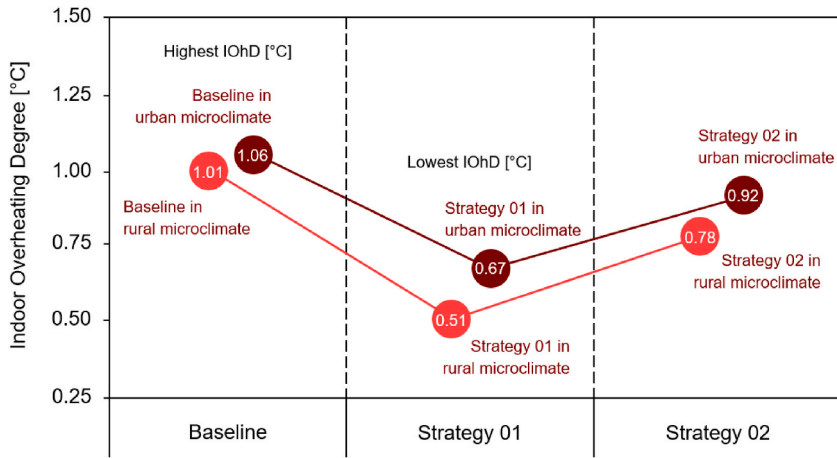 Indoor Overheating Degree [°C]
1.50
1.25
1.00
0.75
0.50
0.25
Highest IOhD [°C]
Baseline in
urban microclimate
1.06
1.01
Baseline in
rural microclimate
Lowest IOhD [°C]
Strategy 01 in
urban microclimate
0.67
0.51
Strategy 01 in
rural microclimate
Strategy 02 in
urban microclimate
0.92
0.78
Strategy 02 in
rural microclimate
Baseline
Strategy 01
Strategy 02